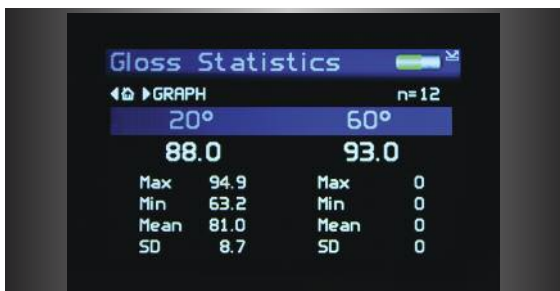 Gloss Statistics
GRAPH n=12
20° 60°
88.0 93.0
Max 94.9 Max 0
Min 63.2 Min 0
Mean 81.0 Mean 0
SD 8.7 SD 0